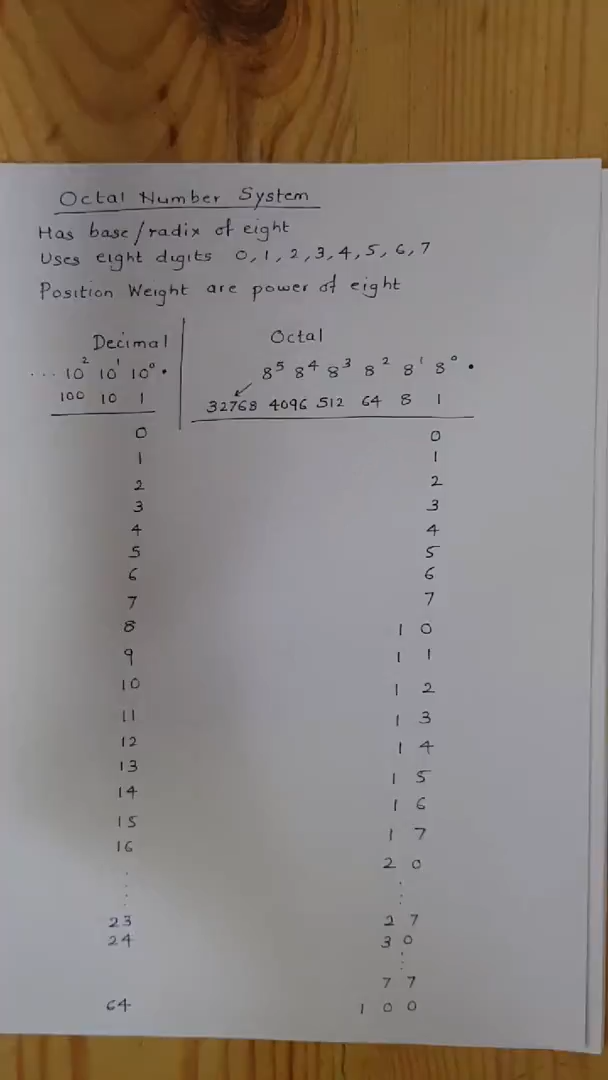 Octal Number System
Has base/radix of eight
Uses eight digits 0, 1, 2, 3, 4, 5, 6, 7
Position Weight are power of eight
Decimal Octal
... 10² 10¹ 10⁰ . 8⁵ 8⁴ 8³ 8² 8¹ 8⁰ .
100 10 1 32768 4096 512 64 8 1
0 0
1 1
2 2
3 3
4 4
5 5
6 6
7 7
8 1 0
9 1 1
10 1 2
11 1 3
12 1 4
13 1 5
14 1 6
15 1 7
16 2 0
23 2 7
24 3 0
7 7
64 1 0 0